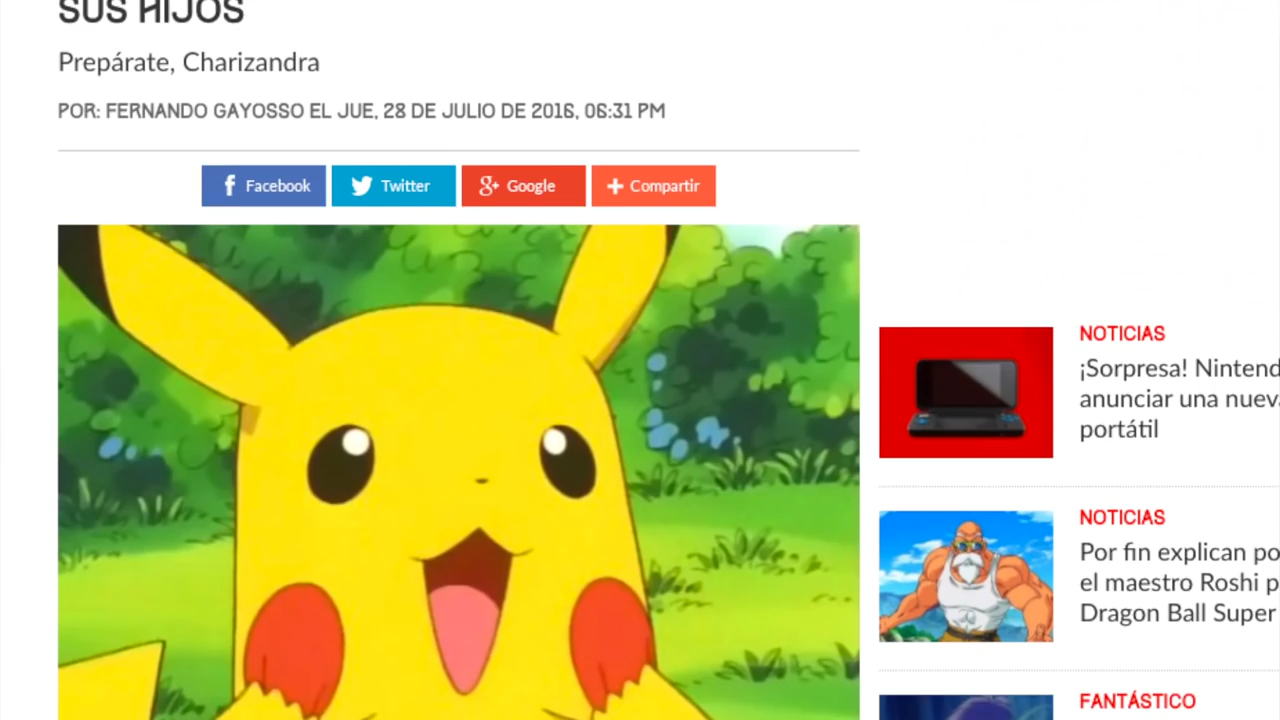 SUS HIJOS
Prepárate, Charizandra
POR: FERNANDO GAYOSSO EL JUE, 28 DE JULIO DE 2016, 06:31 PM
Facebook
Twitter
Google
Compartir
NOTICIAS
¡Sorpresa! Nintend
anunciar una nueva
portátil
NOTICIAS
Por fin explican po
el maestro Roshi p
Dragon Ball Super
FANTÁSTICO